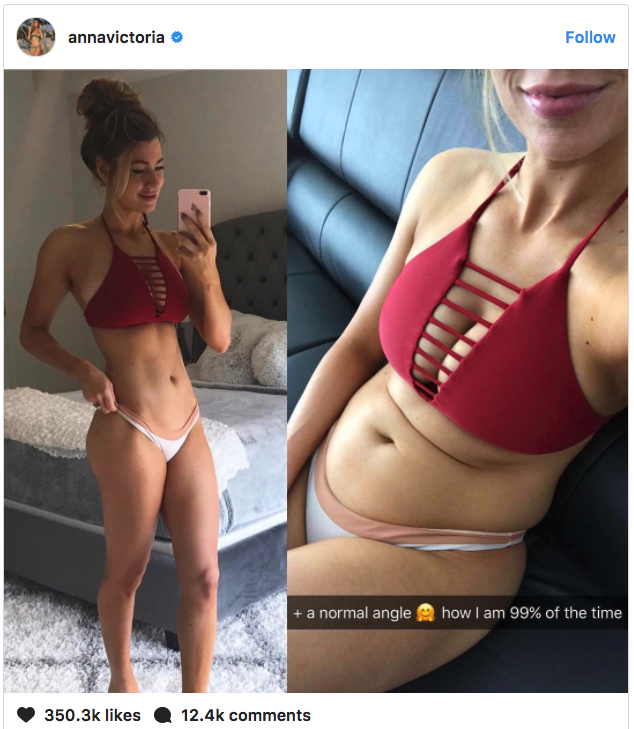 annavictoria
Follow
+ a normal angle 🤗 how I am 99% of the time
350.3k likes 12.4k comments